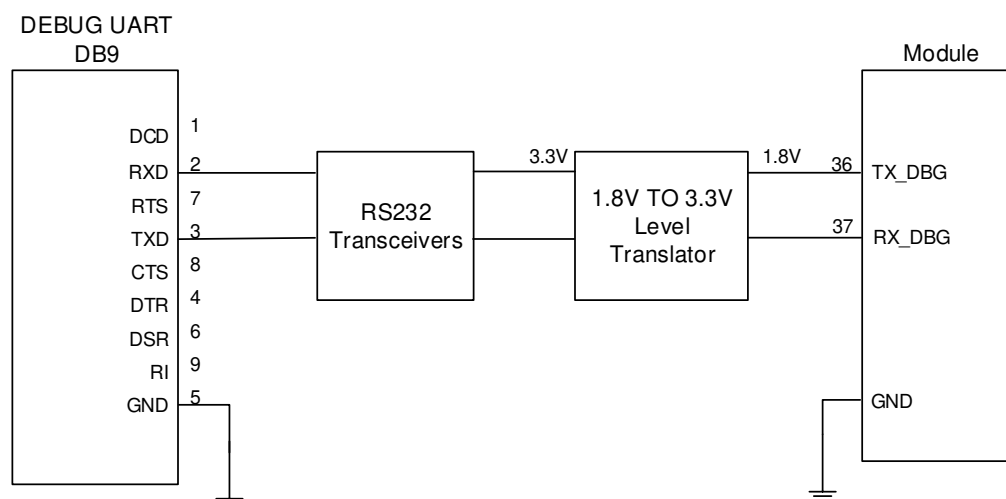 DEBUG UART
DB9
DCD 1
RXD 2
RTS 7
TXD 3
CTS 8
DTR 4
DSR 6
RI 9
GND 5
RS232
Transceivers
3.3V
1.8V TO 3.3V
Level
Translator
1.8V
Module
36 TX_DBG
37 RX_DBG
GND